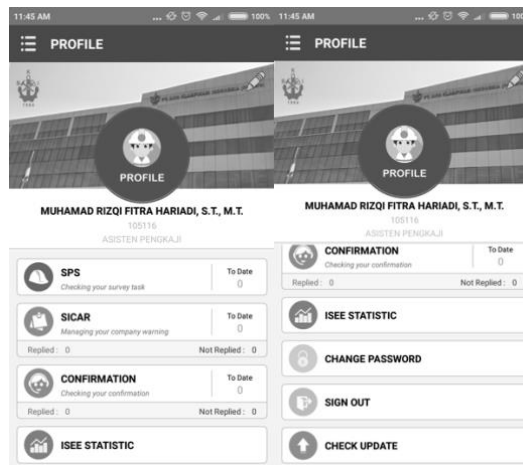 11:45 AM
... 100%
PROFILE
PROFILE
MUHAMAD RIZQI FITRA HARIADI, S.T., M.T.
105116
ASISTEN PENGKAJI
SPS
Checking your survey task
To Date
0
SICAR
Managing your company warning
To Date
0
Replied : 0
Not Replied : 0
CONFIRMATION
Checking your confirmation
To Date
0
Replied : 0
Not Replied : 0
ISEE STATISTIC
11:45 AM
... 100
PROFILE
PROFILE
MUHAMAD RIZQI FITRA HARIADI, S.T., M.T.
105116
ASISTEN PENGKAJI
CONFIRMATION
Checking your confirmation
To Date
0
Replied : 0
Not Replied : 0
ISEE STATISTIC
CHANGE PASSWORD
SIGN OUT
CHECK UPDATE